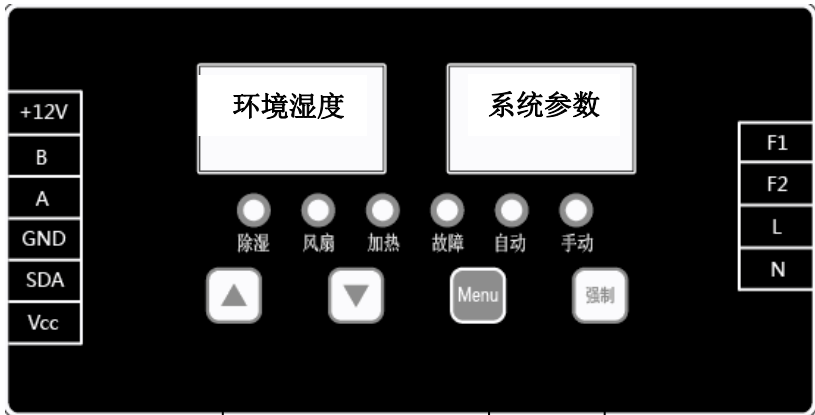 环境湿度
系统参数
+12V
B
A
GND
SDA
Vcc
F1
F2
L
N
除湿 风扇 加热 故障 自动 手动
Menu 强制